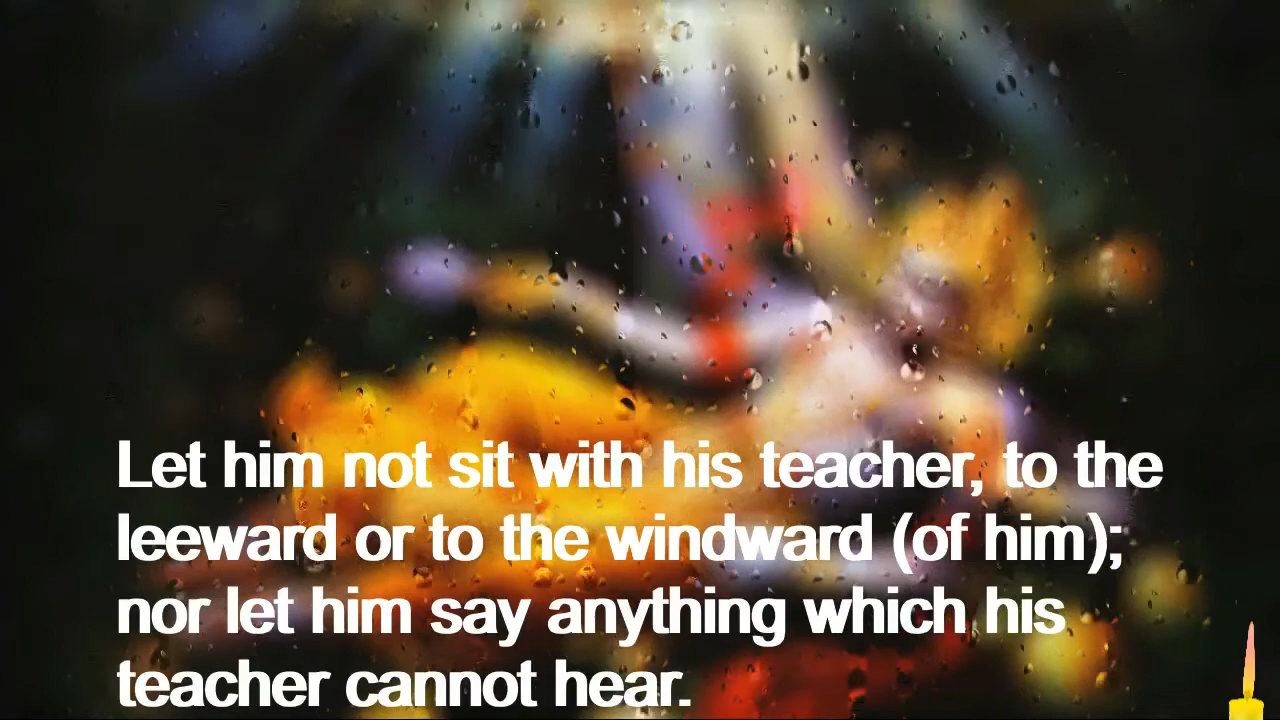 Let him not sit with his teacher, to the
leeward or to the windward (of him);
nor let him say anything which his
teacher cannot hear.